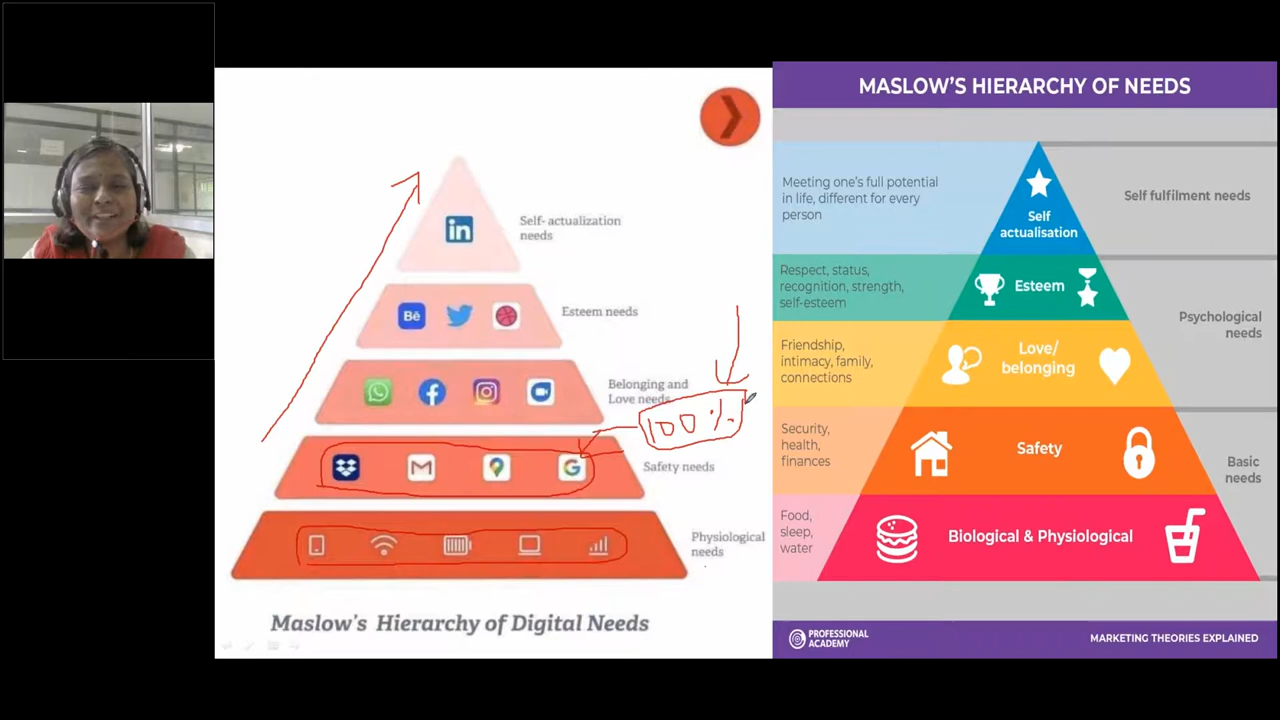 in
Self- actualization
needs
Bē
Esteem needs
Belonging and
Love needs
100 %
G
Safety needs
Physiological
needs
Maslow's Hierarchy of Digital Needs
MASLOW'S HIERARCHY OF NEEDS
Meeting one's full potential
in life, different for every
person
Self
actualisation
Self fulfilment needs
Respect, status,
recognition, strength,
self-esteem
Esteem
Psychological
needs
Friendship,
intimacy, family,
connections
Love/
belonging
Security,
health,
finances
Safety
Basic
needs
Food,
sleep,
water
Biological & Physiological
PROFESSIONAL
ACADEMY
MARKETING THEORIES EXPLAINED